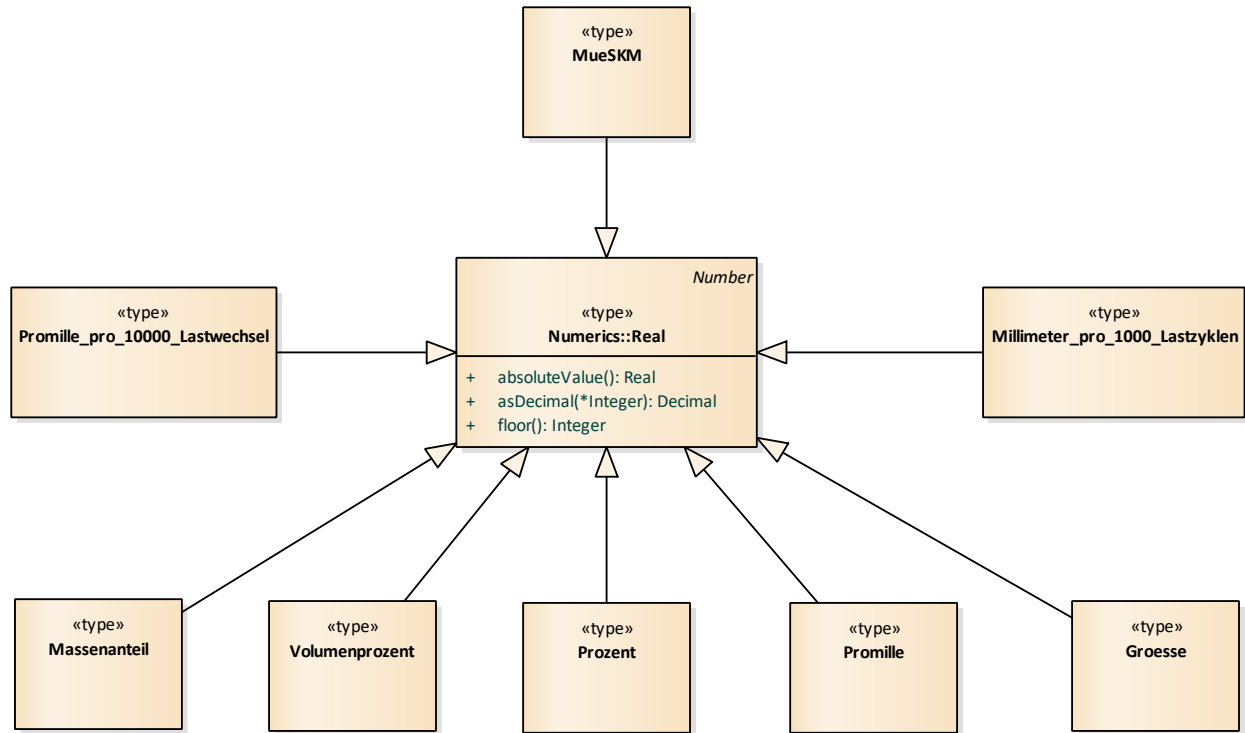 «type»
MueSKM
Number
«type»
Numerics::Real
+ absoluteValue(): Real
+ asDecimal(*Integer): Decimal
+ floor(): Integer
«type»
Promille_pro_10000_Lastwechsel
«type»
Millimeter_pro_1000_Lastzyklen
«type»
Massenanteil
«type»
Volumenprozent
«type»
Prozent
«type»
Promille
«type»
Groesse